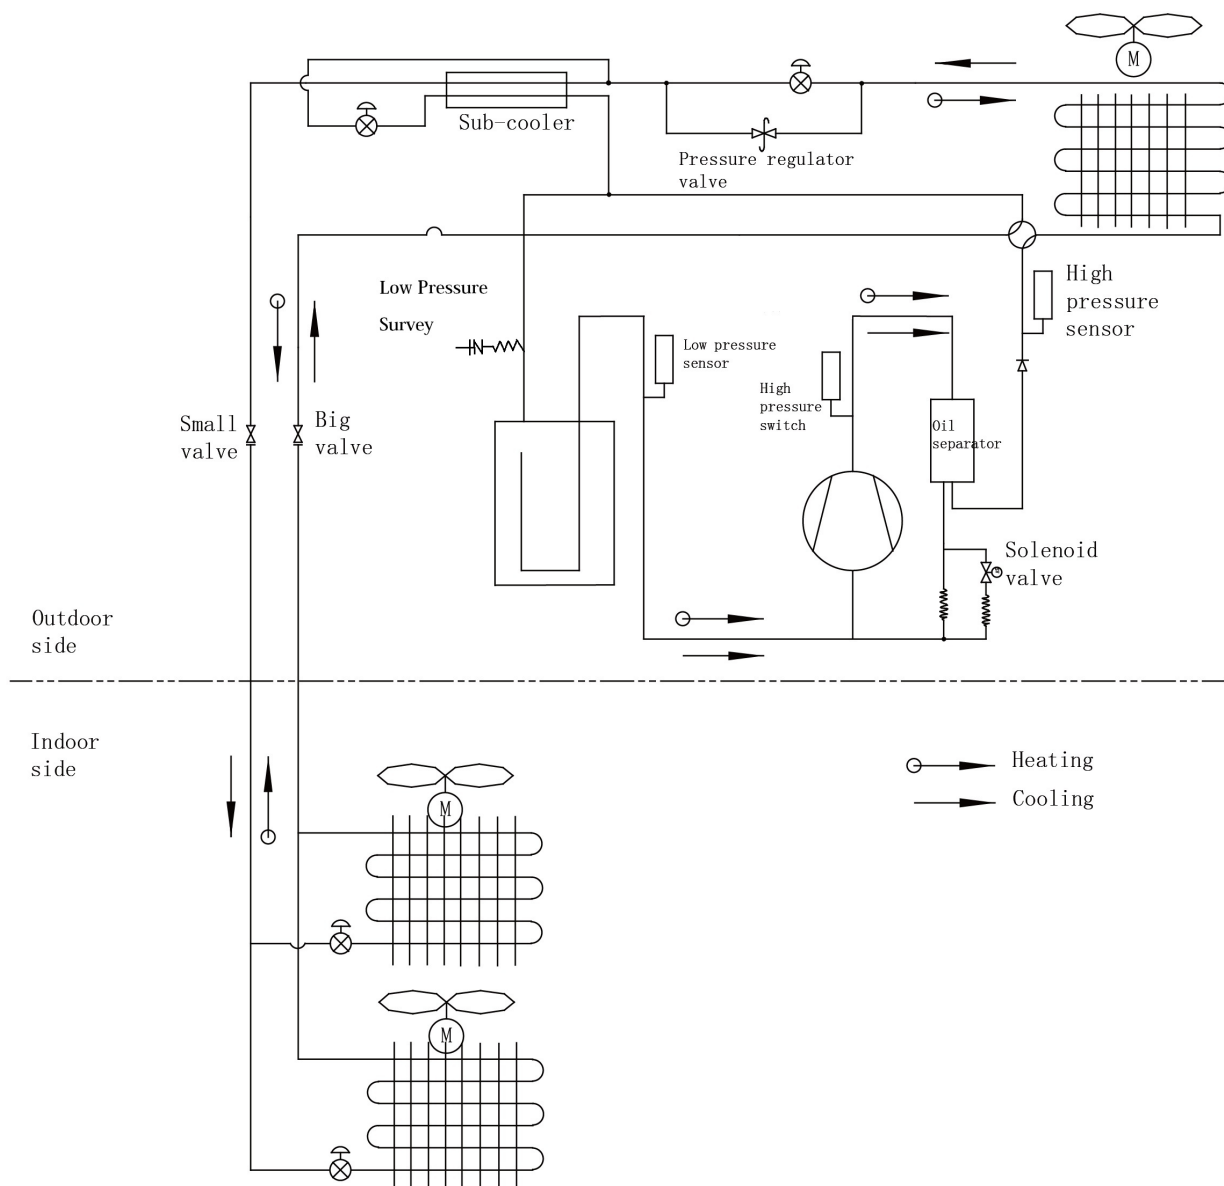 M
Sub-cooler
Pressure regulator
valve
Low Pressure
Survey
High
pressure
sensor
Low pressure
sensor
High
pressure
switch
Oil
separator
Small
valve
Big
valve
Solenoid
valve
Outdoor
side
Indoor
side
Heating
Cooling
M
M